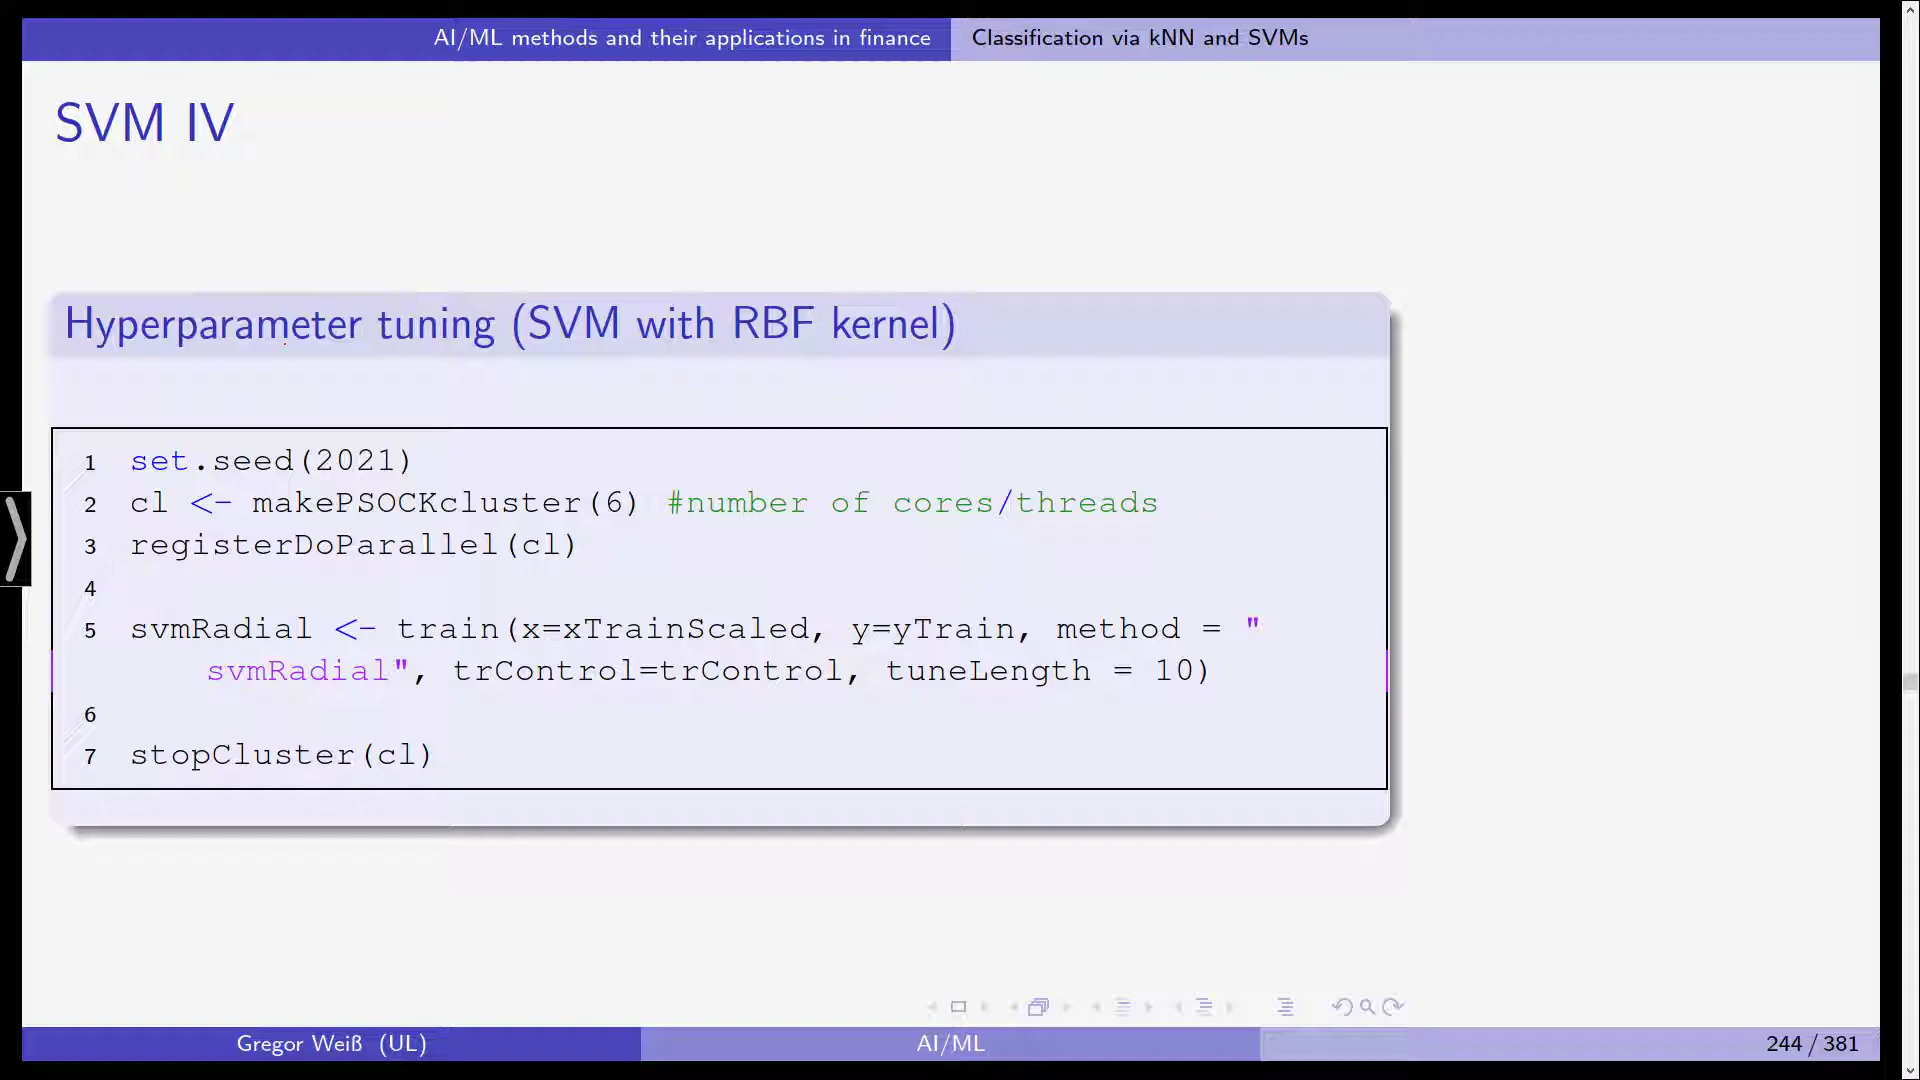 AI/ML methods and their applications in finance Classification via kNN and SVMs
SVM IV
Hyperparameter tuning (SVM with RBF kernel)
1 set.seed(2021)
2 cl <- makePSOCKcluster(6) #number of cores/threads
3 registerDoParallel(cl)
4
5 svmRadial <- train(x=xTrainScaled, y=yTrain, method = "
svmRadial", trControl=trControl, tuneLength = 10)
6
7 stopCluster(cl)
Gregor Weiß (UL) AI/ML 244 / 381